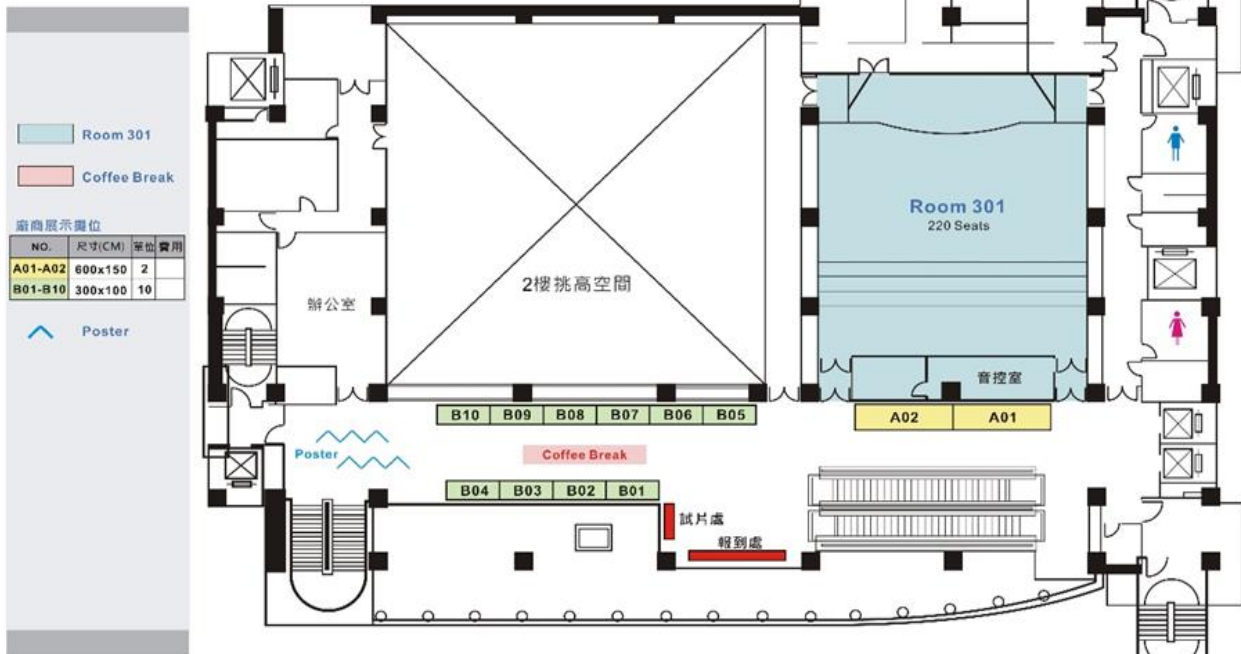 Room 301
Coffee Break
廠商展示攤位
NO. 尺寸(CM) 單位 費用
A01-A02 600x150 2
B01-B10 300x100 10
Poster
Room 301
220 Seats
2樓挑高空間
辦公室
音控室
B10 B09 B08 B07 B06 B05
A02 A01
Poster
Coffee Break
B04 B03 B02 B01
試片處
報到處